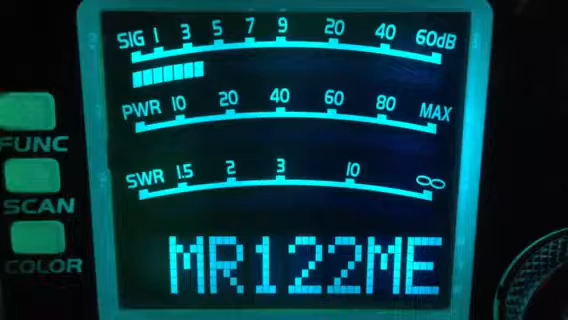 SIG 1 3 5 7 9 20 40 60dB
PWR 10 20 40 60 80 MAX
FUNC
SWR 1.5 2 3 10 ∞
SCAN
MR122ME
COLOR